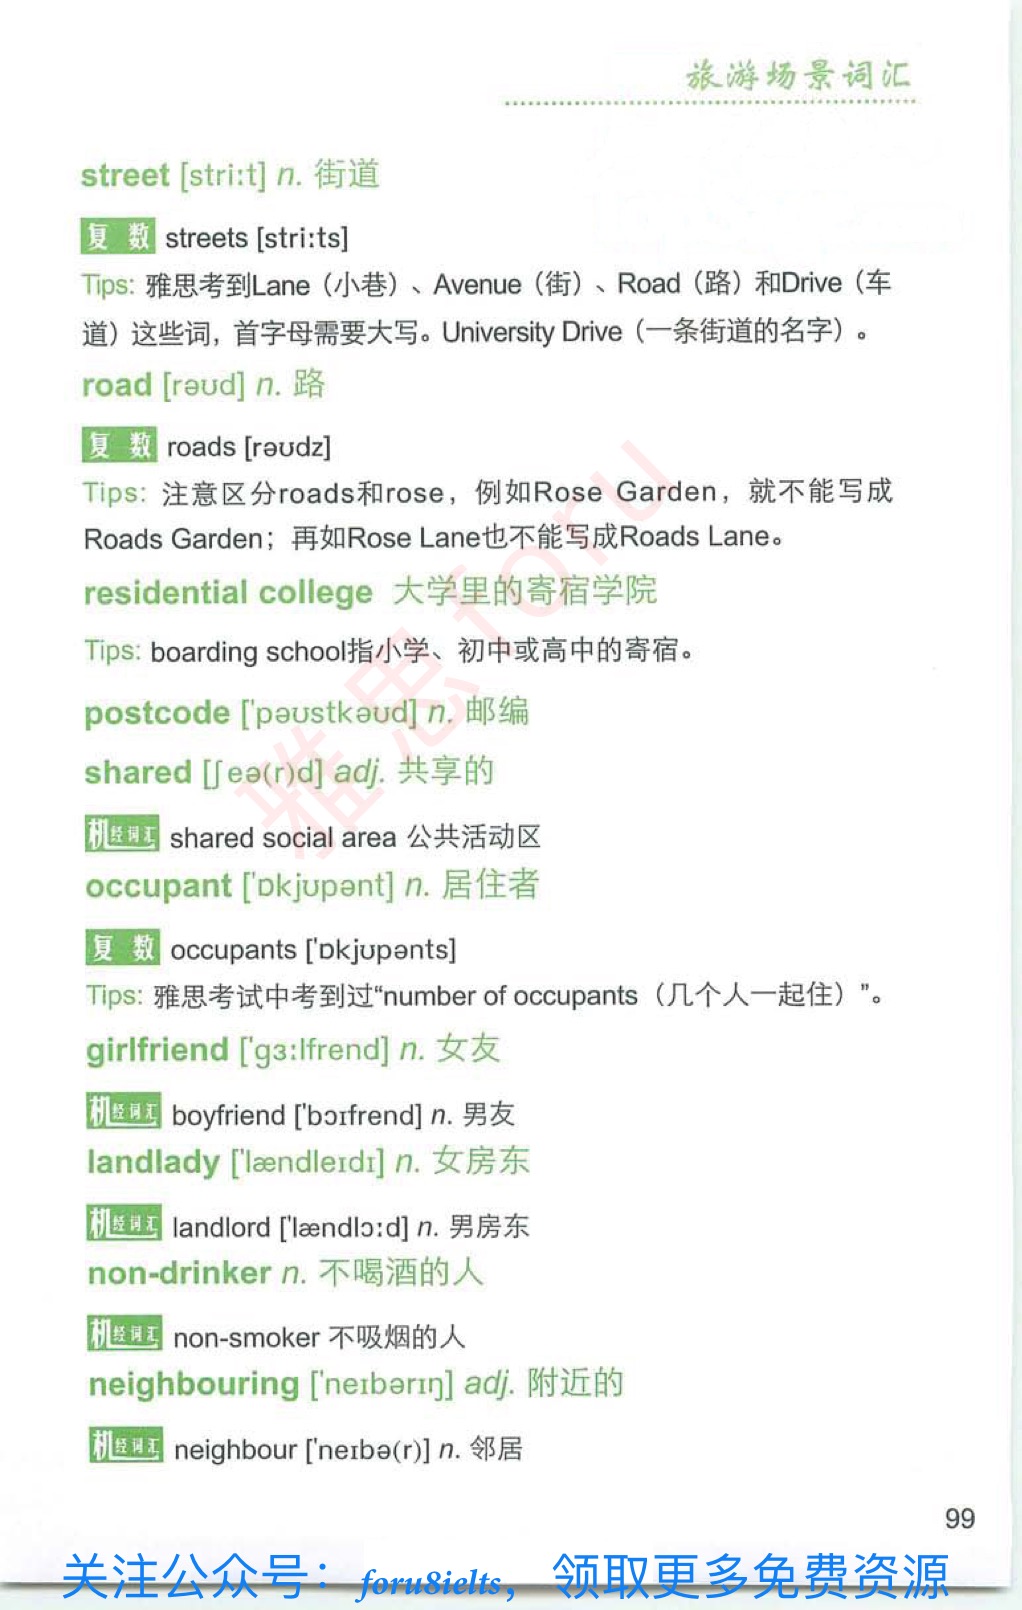 旅游场景词汇
street [striːt] n. 街道
复 数 streets [striːts]
Tips: 雅思考到Lane（小巷）、Avenue（街）、Road（路）和Drive（车
道）这些词，首字母需要大写。University Drive（一条街道的名字）。
road [rəʊd] n. 路
复 数 roads [rəʊdz]
Tips: 注意区分roads和rose，例如Rose Garden，就不能写成
Roads Garden；再如Rose Lane也不能写成Roads Lane。
residential college 大学里的寄宿学院
Tips: boarding school指小学、初中或高中的寄宿。
postcode ['pəʊstkəʊd] n. 邮编
shared [ʃeə(r)d] adj. 共享的
机经词汇 shared social area 公共活动区
occupant ['ɒkjʊpənt] n. 居住者
复 数 occupants ['ɒkjʊpənts]
Tips: 雅思考试中考到过“number of occupants（几个人一起住）”。
girlfriend ['ɡɜːlfrend] n. 女友
机经词汇 boyfriend ['bɔɪfrend] n. 男友
landlady ['lændleɪdɪ] n. 女房东
机经词汇 landlord ['lændlɔːd] n. 男房东
non-drinker n. 不喝酒的人
机经词汇 non-smoker 不吸烟的人
neighbouring ['neɪbərɪŋ] adj. 附近的
机经词汇 neighbour ['neɪbə(r)] n. 邻居
雅思foru
99
关注公众号：foru8ielts，领取更多免费资源